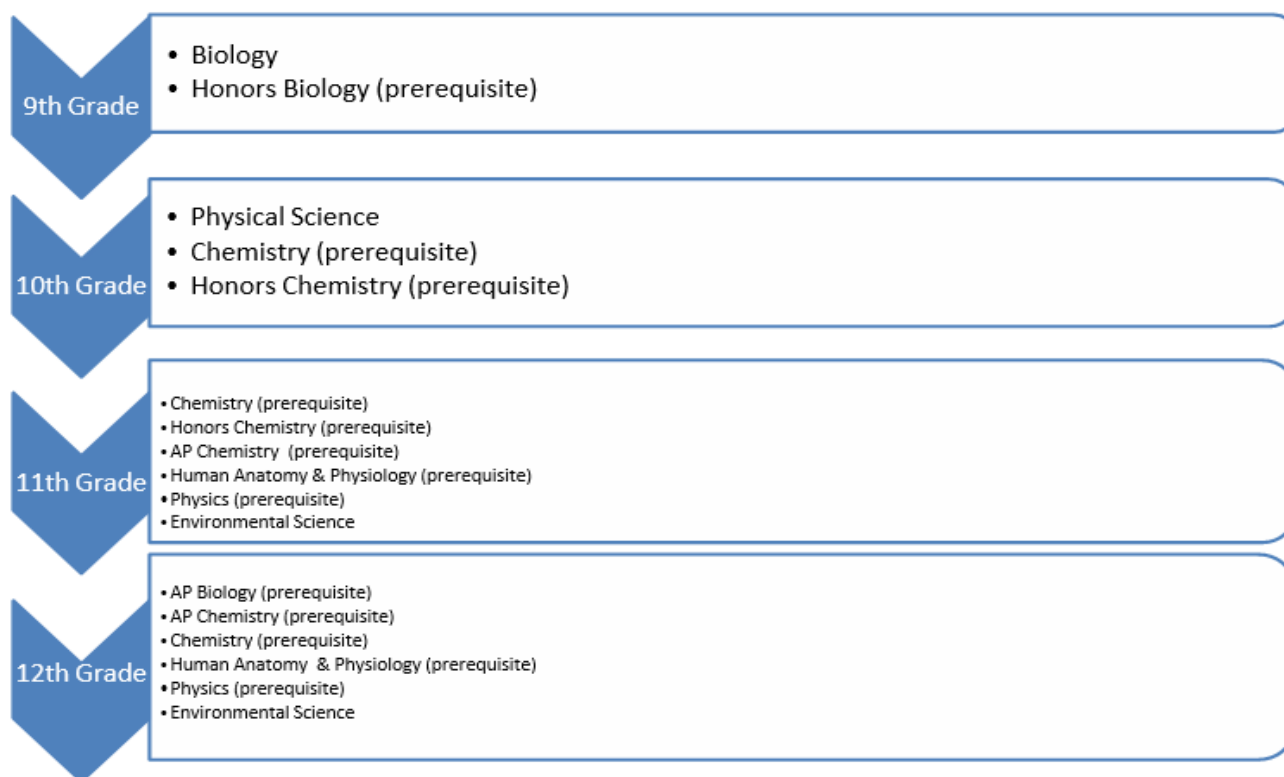 9th Grade
• Biology
• Honors Biology (prerequisite)
10th Grade
• Physical Science
• Chemistry (prerequisite)
• Honors Chemistry (prerequisite)
11th Grade
• Chemistry (prerequisite)
• Honors Chemistry (prerequisite)
• AP Chemistry (prerequisite)
• Human Anatomy & Physiology (prerequisite)
• Physics (prerequisite)
• Environmental Science
12th Grade
• AP Biology (prerequisite)
• AP Chemistry (prerequisite)
• Chemistry (prerequisite)
• Human Anatomy & Physiology (prerequisite)
• Physics (prerequisite)
• Environmental Science